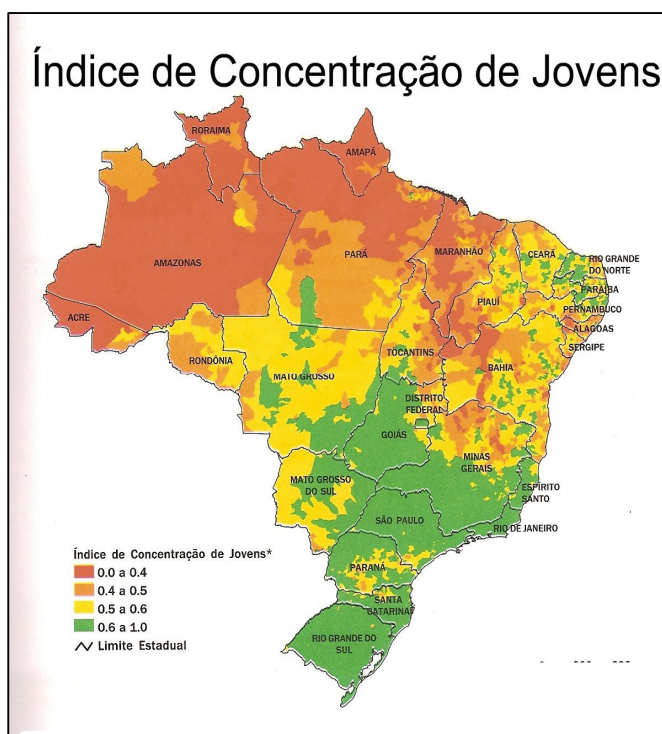 Índice de Concentração de Jovens
RORAIMA
AMAPÁ
AMAZONAS
PARÁ
MARANHÃO
CEARÁ
RIO GRANDE
DO NORTE
PARAÍBA
PIAUÍ
PERNAMBUCO
ACRE
ALAGOAS
SERGIPE
RONDÔNIA
TOCANTINS
BAHIA
MATO GROSSO
DISTRITO
FEDERAL
GOIÁS
MINAS
GERAIS
MATO GROSSO
DO SUL
ESPÍRITO
SANTO
SÃO PAULO
RIO DE JANEIRO
Índice de Concentração de Jovens*
0.0 a 0.4
0.4 a 0.5
0.5 a 0.6
0.6 a 1.0
Limite Estadual
PARANÁ
SANTA
CATARINA
RIO GRANDE DO
SUL